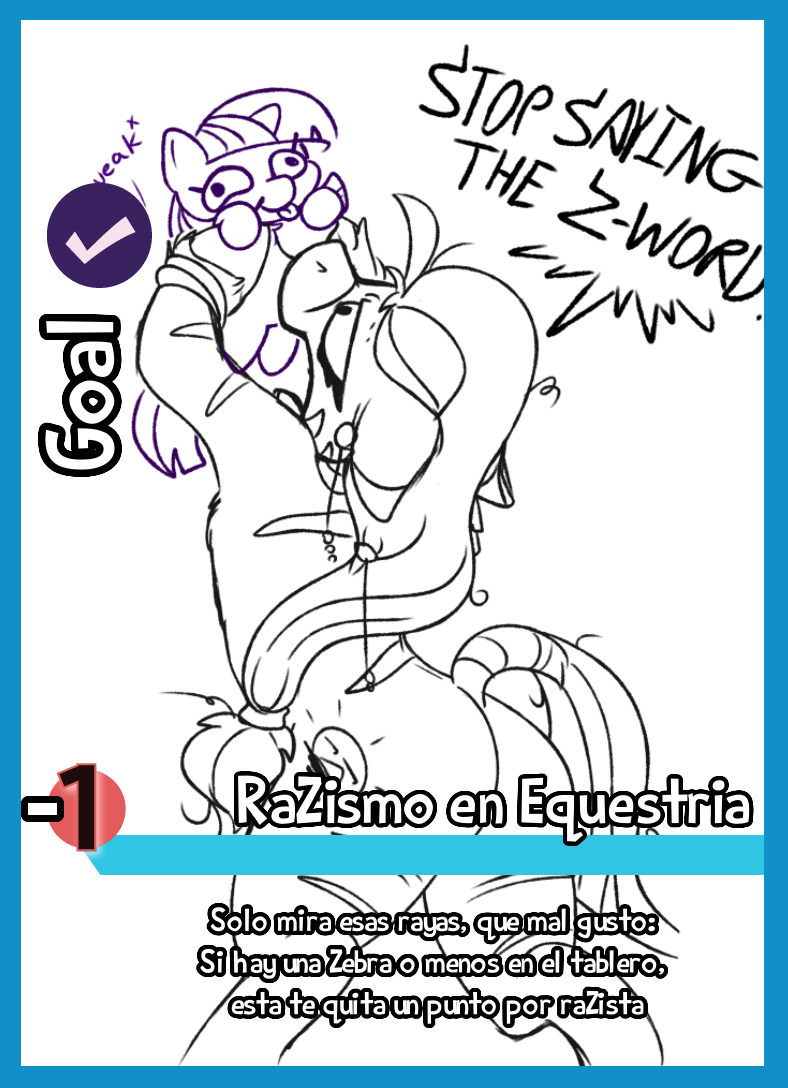 STOP SAYING
THE Z-WORD.
Goal
-1
RaZismo en Equestria
Solo mira esas rayas, que mal gusto:
Si hay una Zebra o menos en el tablero,
esta te quita un punto por raZista